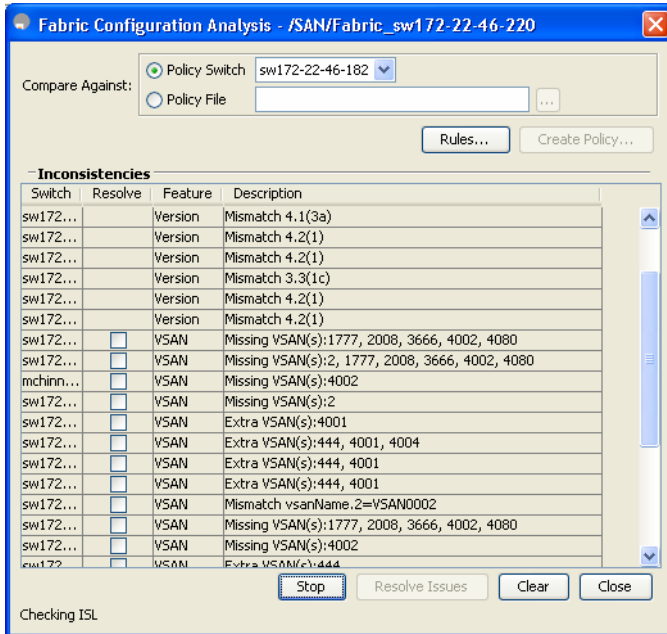 Fabric Configuration Analysis - /SAN/Fabric_sw172-22-46-220
Compare Against:
Policy Switch sw172-22-46-182
Policy File ...
Rules... Create Policy...
Inconsistencies
Switch Resolve Feature Description
sw172... Version Mismatch 4.1(3a)
sw172... Version Mismatch 4.2(1)
sw172... Version Mismatch 4.2(1)
sw172... Version Mismatch 3.3(1c)
sw172... Version Mismatch 4.2(1)
sw172... Version Mismatch 4.2(1)
sw172... VSAN Missing VSAN(s):1777, 2008, 3666, 4002, 4080
sw172... VSAN Missing VSAN(s):2, 1777, 2008, 3666, 4002, 4080
mchinn... VSAN Missing VSAN(s):4002
sw172... VSAN Missing VSAN(s):2
sw172... VSAN Extra VSAN(s):4001
sw172... VSAN Extra VSAN(s):444, 4001, 4004
sw172... VSAN Extra VSAN(s):444, 4001
sw172... VSAN Extra VSAN(s):444, 4001
sw172... VSAN Mismatch vsanName.2=VSAN0002
sw172... VSAN Missing VSAN(s):1777, 2008, 3666, 4002, 4080
sw172... VSAN Missing VSAN(s):4002
sw172... VSAN Extra VSAN(s):444
Stop Resolve Issues Clear Close
Checking ISL